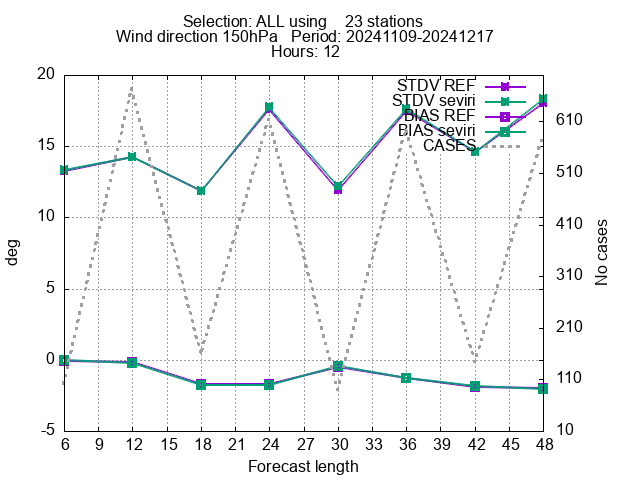 Selection: ALL using    23 stations
Wind direction 150hPa   Period: 20241109-20241217
Hours: 12
STDV REF
STDV seviri
BIAS REF
BIAS seviri
CASES
20
15
10
5
0
-5
deg
610
510
410
310
210
110
10
No cases
6 9 12 15 18 21 24 27 30 33 36 39 42 45 48
Forecast length